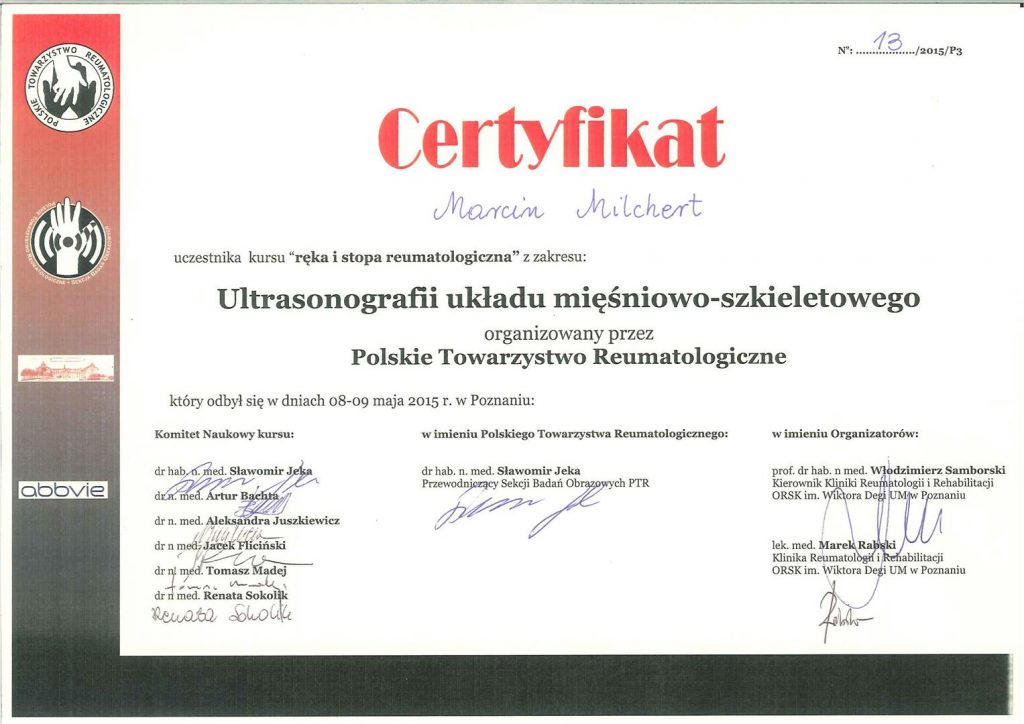 POLSKIE TOWARZYSTWO REUMATOLOGICZNE
N°: 13/2015/P3
Certyfikat
Marcin Milchert
uczestnika kursu "ręka i stopa reumatologiczna" z zakresu:
Ultrasonografii układu mięśniowo-szkieletowego
organizowany przez
Polskie Towarzystwo Reumatologiczne
który odbył się w dniach 08-09 maja 2015 r. w Poznaniu:
abbvie
Komitet Naukowy kursu:
dr hab. n. med. Sławomir Jeka
dr n. med. Artur Bachta
dr n. med. Aleksandra Juszkiewicz
dr n med. Jacek Fliciński
dr n. med. Tomasz Madej
dr n med. Renata Sokolik
Renata Sokolik
w imieniu Polskiego Towarzystwa Reumatologicznego:
dr hab. n. med. Sławomir Jeka
Przewodniczący Sekcji Badań Obrazowych PTR
w imieniu Organizatorów:
prof. dr hab. n med. Włodzimierz Samborski
Kierownik Kliniki Reumatologii i Rehabilitacji
ORSK im. Wiktora Degi UM w Poznaniu
lek. med. Marek Rabski
Klinika Reumatologii i Rehabilitacji
ORSK im. Wiktora Degi UM w Poznaniu